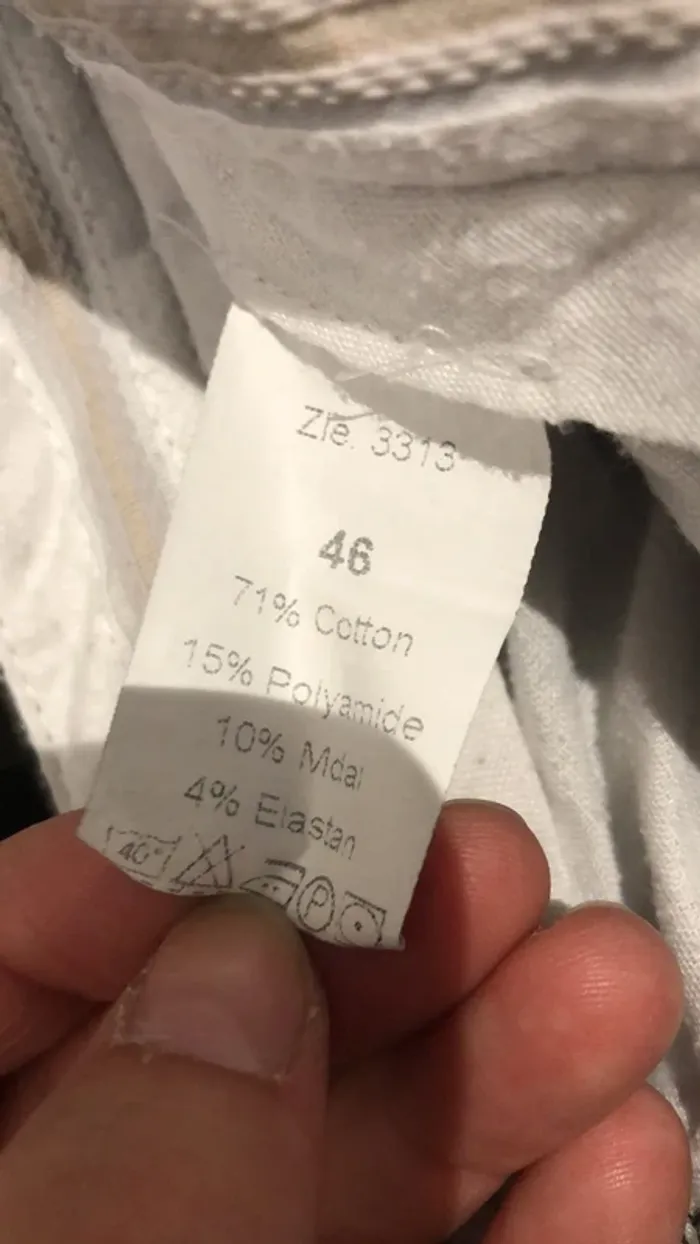 Zle. 3313
46
71% Cotton
15% Polyamide
10% Mdal
4% Elastan
40°
P